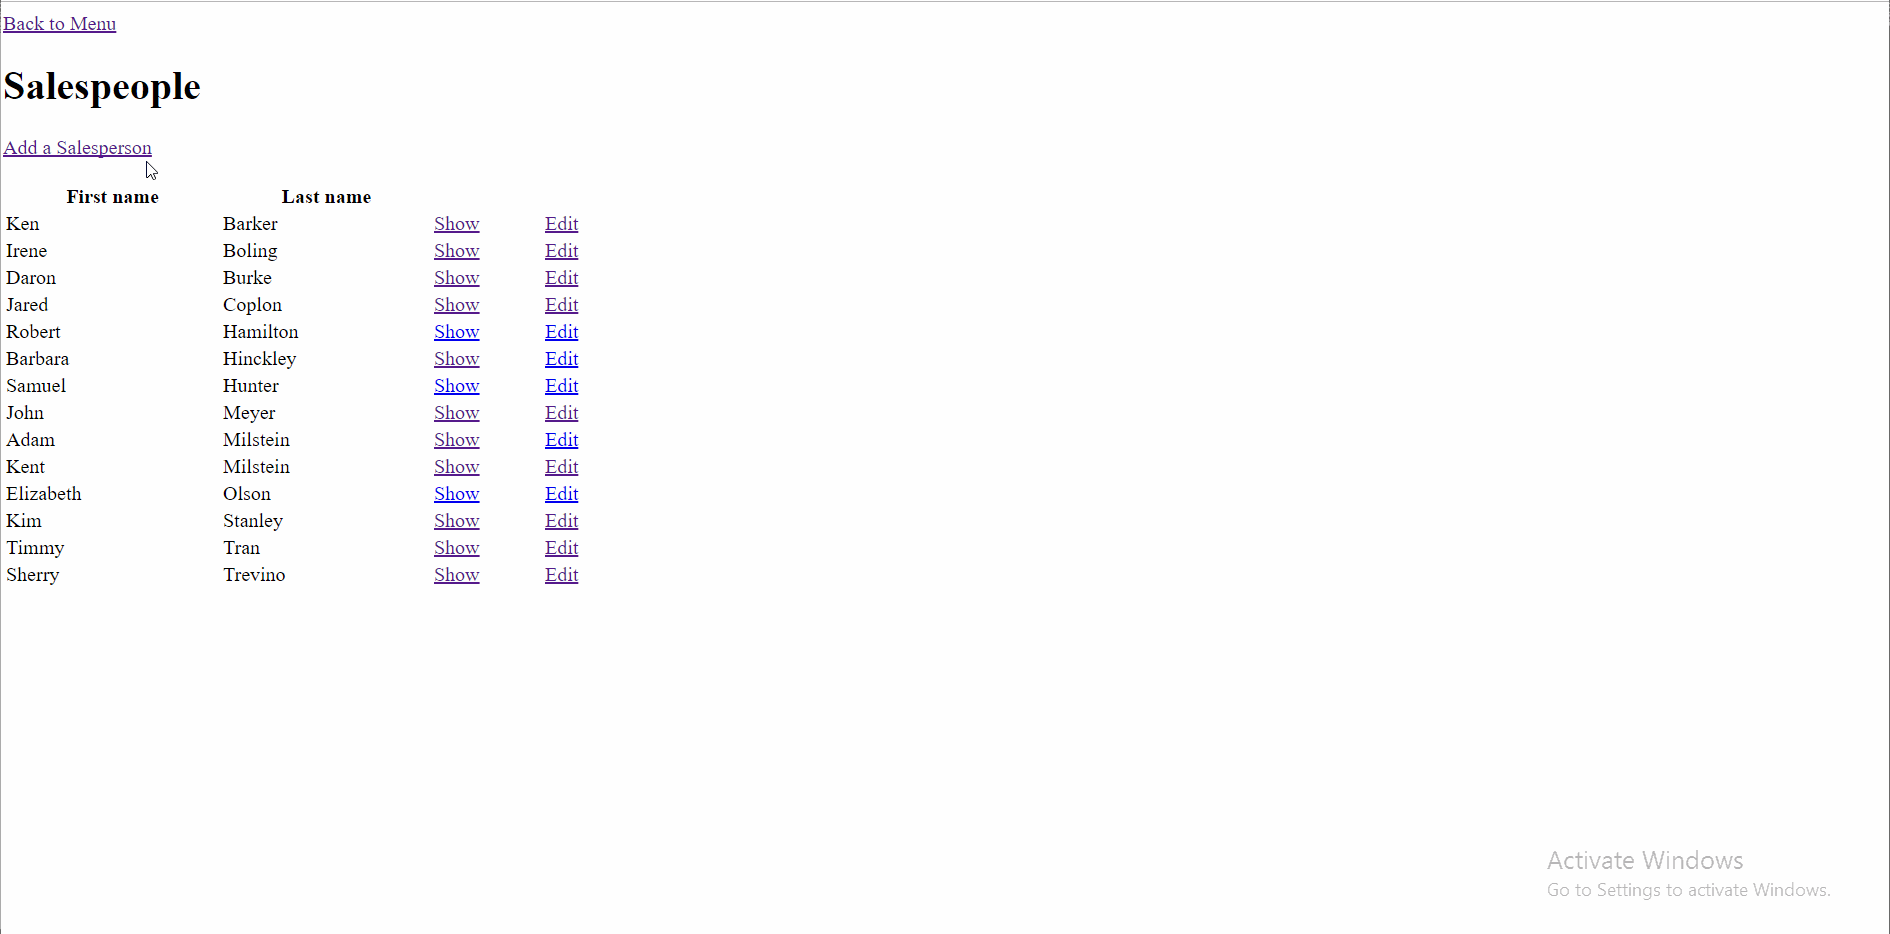 Back to Menu
Salespeople
Add a Salesperson
First name Last name
Ken Barker Show Edit
Irene Boling Show Edit
Daron Burke Show Edit
Jared Coplon Show Edit
Robert Hamilton Show Edit
Barbara Hinckley Show Edit
Samuel Hunter Show Edit
John Meyer Show Edit
Adam Milstein Show Edit
Kent Milstein Show Edit
Elizabeth Olson Show Edit
Kim Stanley Show Edit
Timmy Tran Show Edit
Sherry Trevino Show Edit
Activate Windows
Go to Settings to activate Windows.